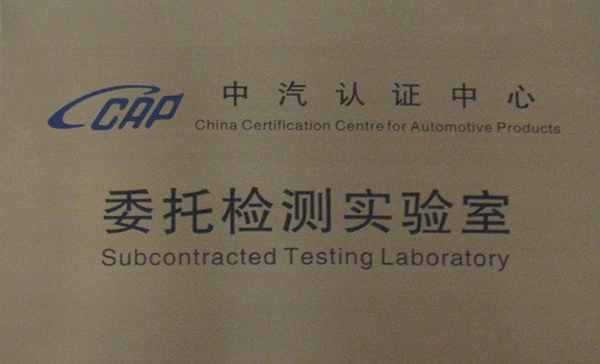 CCAP 中汽认证中心
China Certification Centre for Automotive Products
委托检测实验室
Subcontracted Testing Laboratory